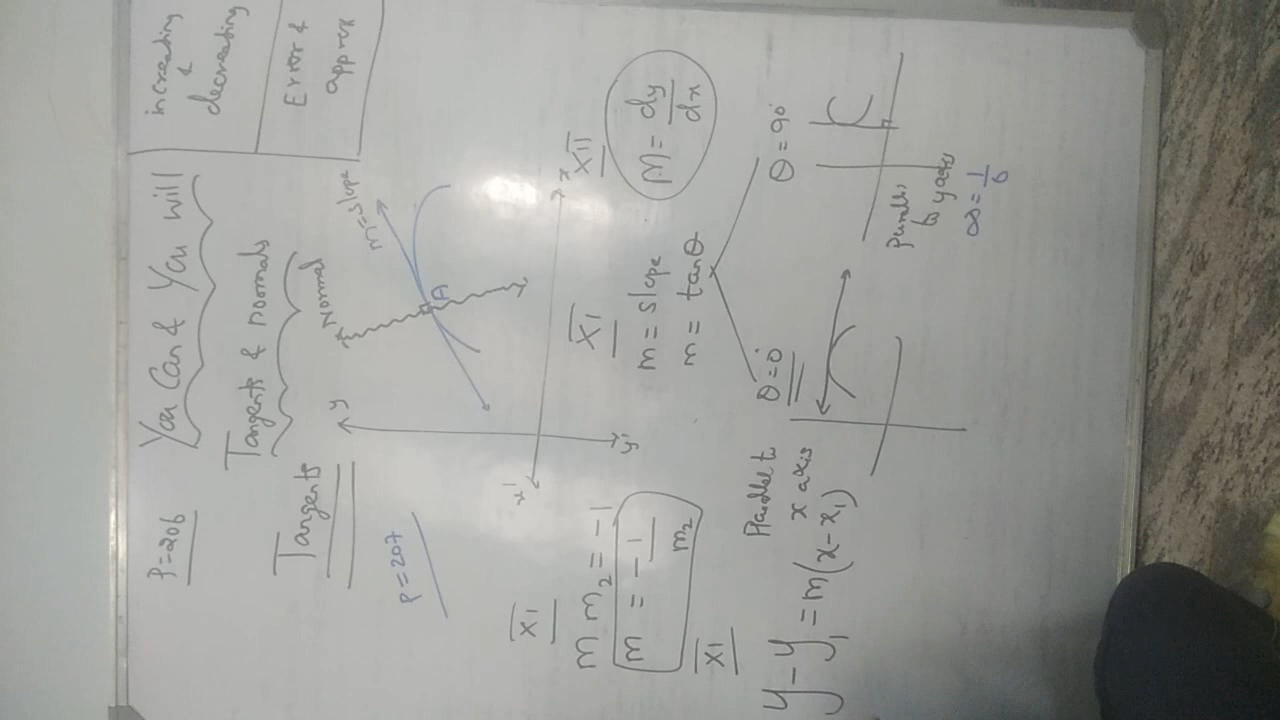 P=206
You Can & You will
increasing
&
decreasing
Tangents & normals
Error &
approx
Tangents
Normal
m=slope
y
A
P=207
x'
x
y'
XI
XI
XII
m m₂ = -1
m = slope
M = dy/dx
m = -1/m₂
m = tanθ
XI
θ=0°
θ=90°
Parallel to
x axis
y-y₁ = m(x-x₁)
Parallel
to y axis
∞=1/0